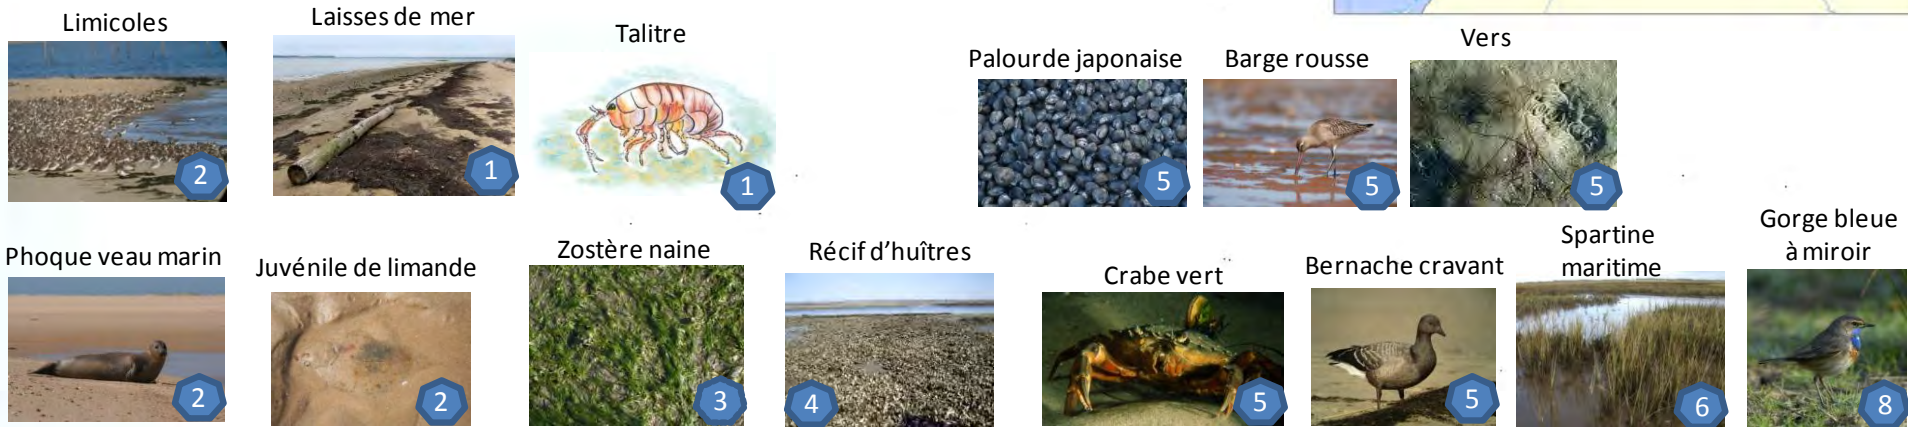 Limicoles
2
Laisses de mer
1
Talitre
1
Palourde japonaise
5
Barge rousse
5
Vers
5
Phoque veau marin
2
Juvénile de limande
2
Zostère naine
3
Récif d’huîtres
4
Crabe vert
5
Bernache cravant
5
Spartine
maritime
6
Gorge bleue
à miroir
8